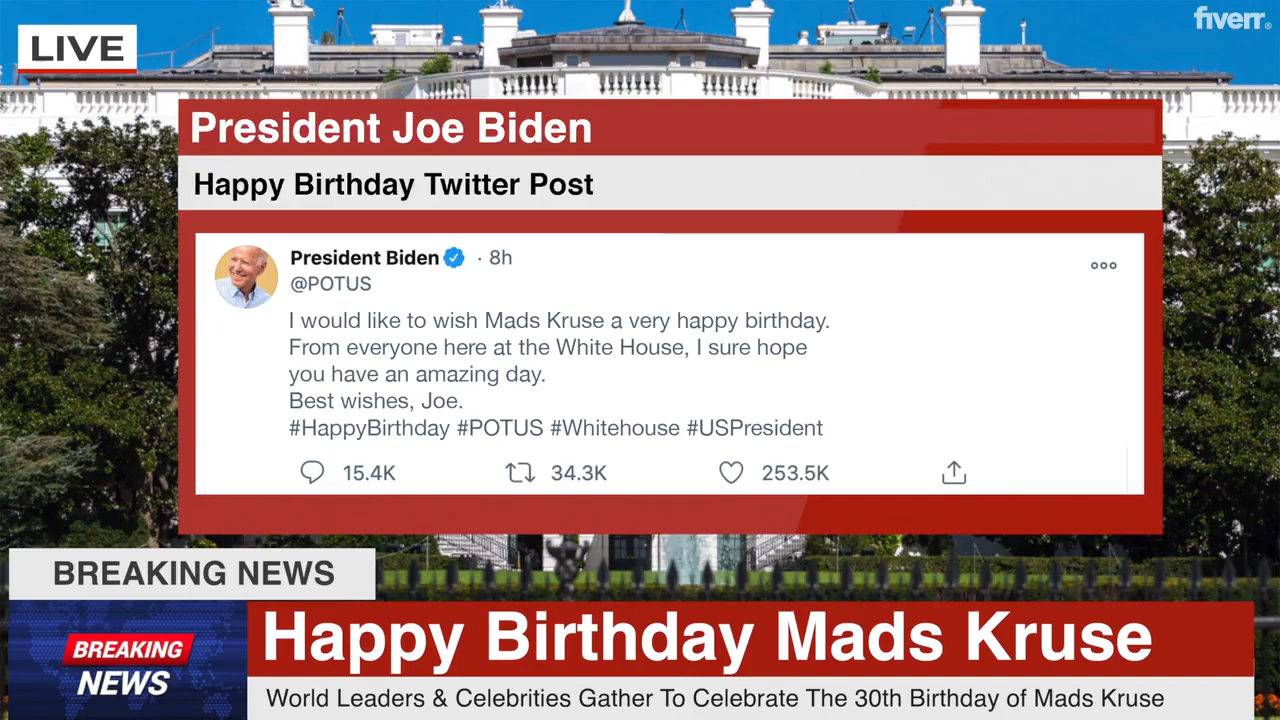 LIVE
fiverr.
President Joe Biden
Happy Birthday Twitter Post
President Biden · 8h
@POTUS
I would like to wish Mads Kruse a very happy birthday.
From everyone here at the White House, I sure hope
you have an amazing day.
Best wishes, Joe.
#HappyBirthday #POTUS #Whitehouse #USPresident
15.4K 34.3K 253.5K
BREAKING NEWS
BREAKING
NEWS
Happy Birthday Mads Kruse
World Leaders & Celebrities Gather To Celebrate The 30th Birthday of Mads Kruse